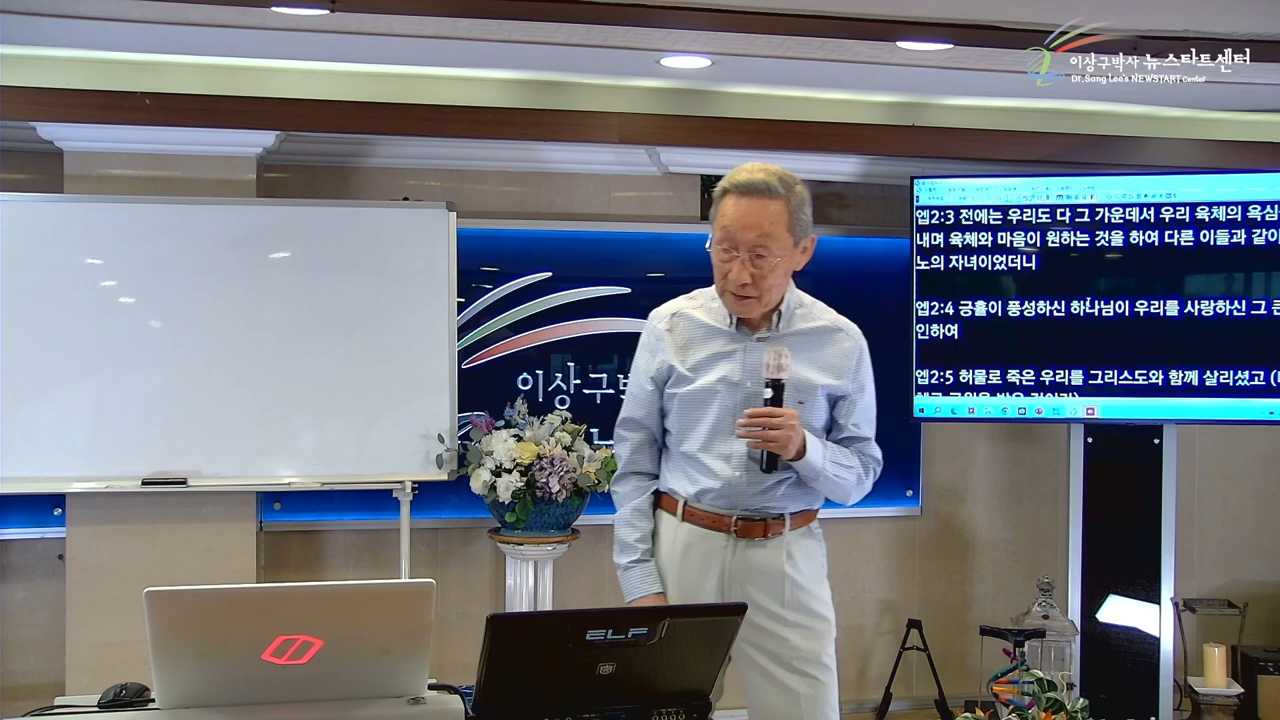 이상구박사 뉴스타트센터
Dr. Sang Lee's NEWSTART Center
엡2:3 전에는 우리도 다 그 가운데서 우리 육체의 욕심
내며 육체와 마음이 원하는 것을 하여 다른 이들과 같이
노의 자녀이었더니
엡2:4 긍휼이 풍성하신 하나님이 우리를 사랑하신 그 큰
인하여
엡2:5 허물로 죽은 우리를 그리스도와 함께 살리셨고
이상구
ELF